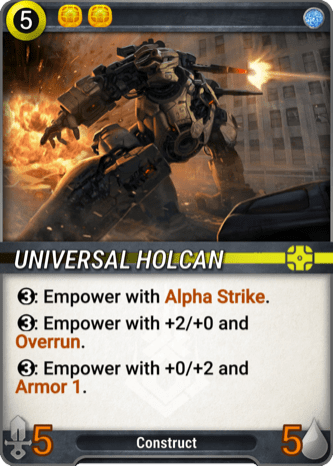 5
UNIVERSAL HOLCAN
3: Empower with Alpha Strike.
3: Empower with +2/+0 and
Overrun.
3: Empower with +0/+2 and
Armor 1.
5 Construct 5